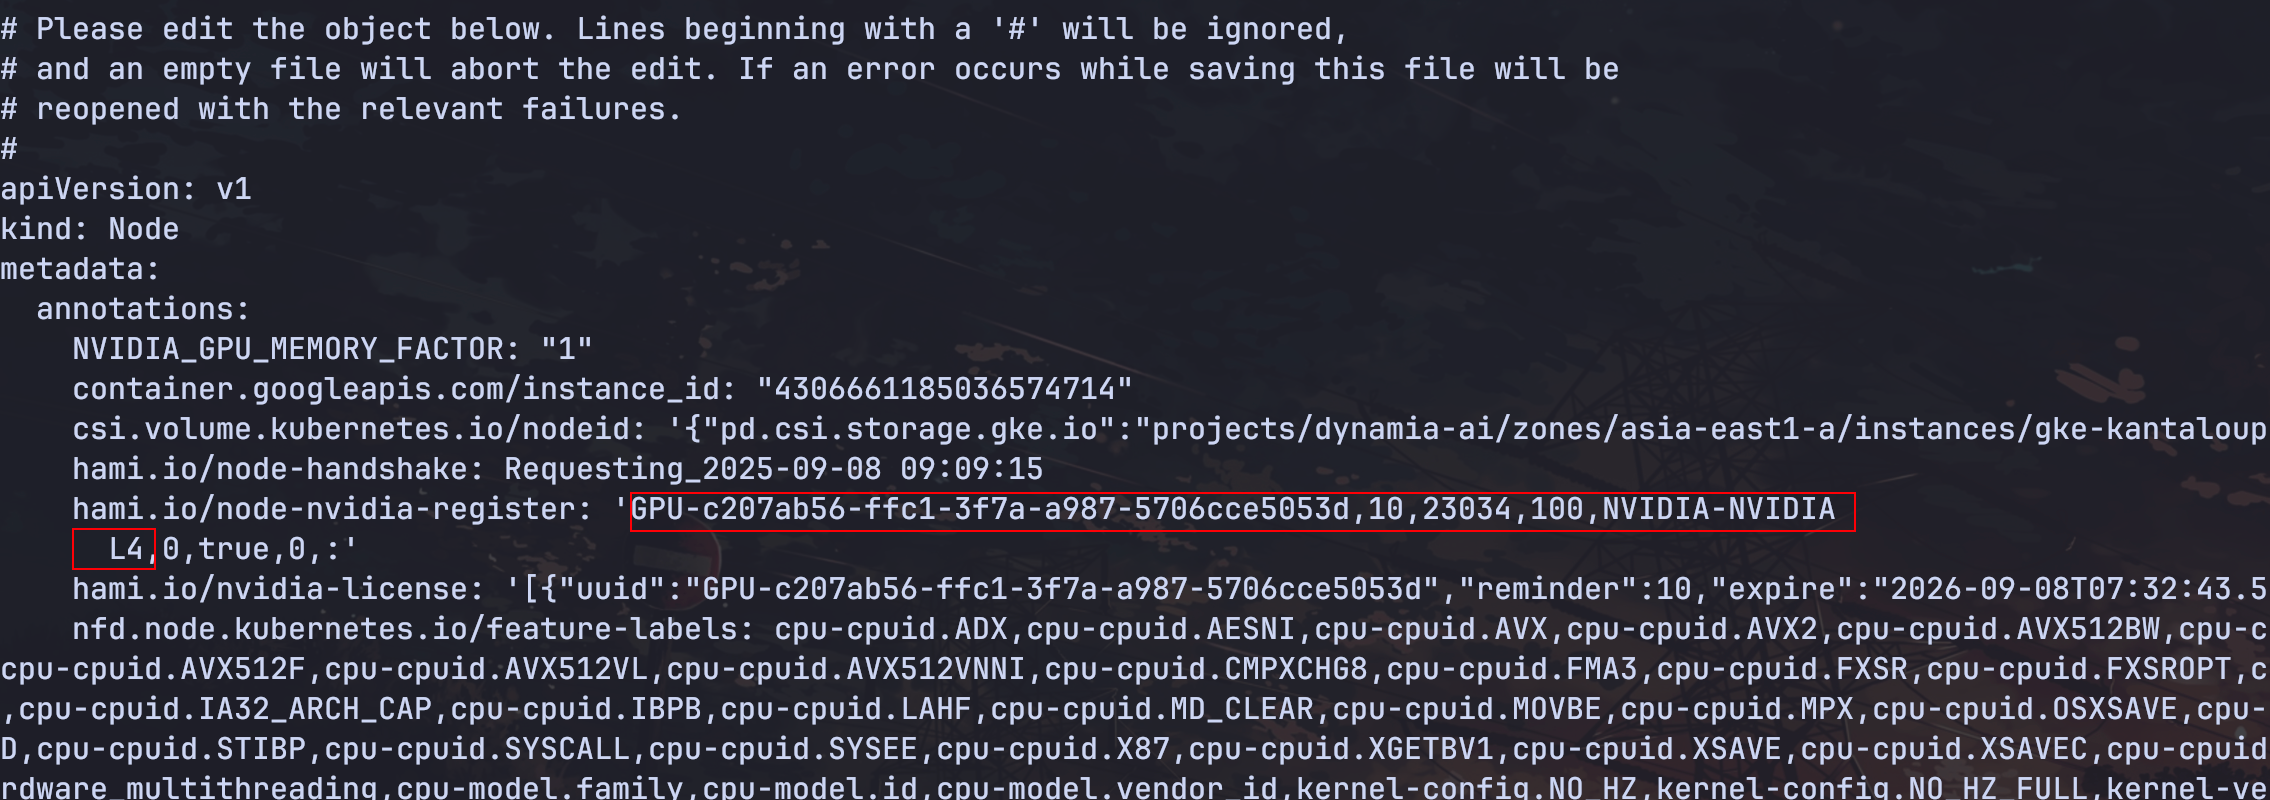 # Please edit the object below. Lines beginning with a '#' will be ignored,
# and an empty file will abort the edit. If an error occurs while saving this file will be
# reopened with the relevant failures.
#
apiVersion: v1
kind: Node
metadata:
  annotations:
    NVIDIA_GPU_MEMORY_FACTOR: "1"
    container.googleapis.com/instance_id: "4306661185036574714"
    csi.volume.kubernetes.io/nodeid: '{"pd.csi.storage.gke.io":"projects/dynamia-ai/zones/asia-east1-a/instances/gke-kantaloup
    hami.io/node-handshake: Requesting_2025-09-08 09:09:15
    hami.io/node-nvidia-register: 'GPU-c207ab56-ffc1-3f7a-a987-5706cce5053d,10,23034,100,NVIDIA-NVIDIA
      L4,0,true,0,:'
    hami.io/nvidia-license: '[{"uuid":"GPU-c207ab56-ffc1-3f7a-a987-5706cce5053d","reminder":10,"expire":"2026-09-08T07:32:43.5
    nfd.node.kubernetes.io/feature-labels: cpu-cpuid.ADX,cpu-cpuid.AESNI,cpu-cpuid.AVX,cpu-cpuid.AVX2,cpu-cpuid.AVX512BW,cpu-c
cpu-cpuid.AVX512F,cpu-cpuid.AVX512VL,cpu-cpuid.AVX512VNNI,cpu-cpuid.CMPXCHG8,cpu-cpuid.FMA3,cpu-cpuid.FXSR,cpu-cpuid.FXSROPT,c
,cpu-cpuid.IA32_ARCH_CAP,cpu-cpuid.IBPB,cpu-cpuid.LAHF,cpu-cpuid.MD_CLEAR,cpu-cpuid.MOVBE,cpu-cpuid.MPX,cpu-cpuid.OSXSAVE,cpu-
D,cpu-cpuid.STIBP,cpu-cpuid.SYSCALL,cpu-cpuid.SYSEE,cpu-cpuid.X87,cpu-cpuid.XGETBV1,cpu-cpuid.XSAVE,cpu-cpuid.XSAVEC,cpu-cpuid
rdware_multithreading,cpu-model.family,cpu-model.id,cpu-model.vendor_id,kernel-config.NO_HZ,kernel-config.NO_HZ_FULL,kernel-ve